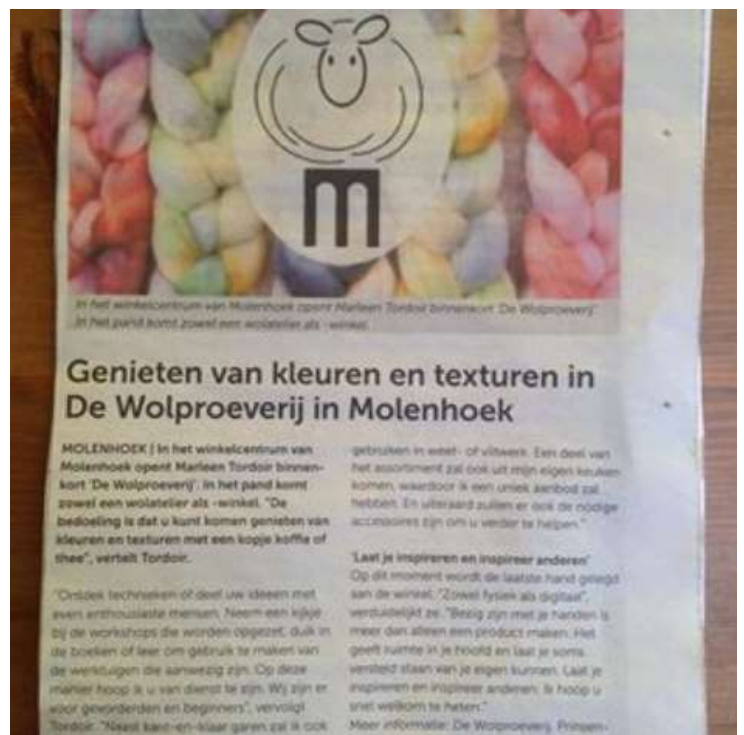 m
In het winkelcentrum van Molenhoek opent Marleen Tordoir binnenkort 'De Wolproeverij'.
In het pand komt zowel een wolatelier als -winkel.
Genieten van kleuren en texturen in
De Wolproeverij in Molenhoek
MOLENHOEK | In het winkelcentrum van
Molenhoek opent Marleen Tordoir binnen-
kort 'De Wolproeverij'. In het pand komt
zowel een wolatelier als -winkel. "De
bedoeling is dat u kunt komen genieten van
kleuren en texturen met een kopje koffie of
thee", vertelt Tordoir.
"Ontdek technieken of deel uw ideeën met
even enthousiaste mensen. Neem een kijkje
bij de workshops die worden opgezet, duik in
de boeken of leer om gebruik te maken van
de werktuigen die aanwezig zijn. Op deze
manier hoop ik u van dienst te zijn. Wij zijn er
voor gevorderden en beginners", vervolgt
Tordoir. "Naast kant-en-klaar garen zal ik ook
gebruiken in weef- of viltwerk. Een deel van
het assortiment zal ook uit mijn eigen keuken
komen, waardoor ik een uniek aanbod zal
hebben. En uiteraard zullen er ook de nodige
accessoires zijn om u verder te helpen."
'Laat je inspireren en inspireer anderen'
Op dit moment wordt de laatste hand gelegd
aan de winkel. "Zowel fysiek als digitaal",
verduidelijkt ze. "Bezig zijn met je handen is
meer dan alleen een product maken. Het
geeft ruimte in je hoofd en laat je soms
versteld staan van je eigen kunnen. Laat je
inspireren en inspireer anderen. Ik hoop u
snel welkom te heten."
Meer informatie: De Wolproeverij, Prinsen-